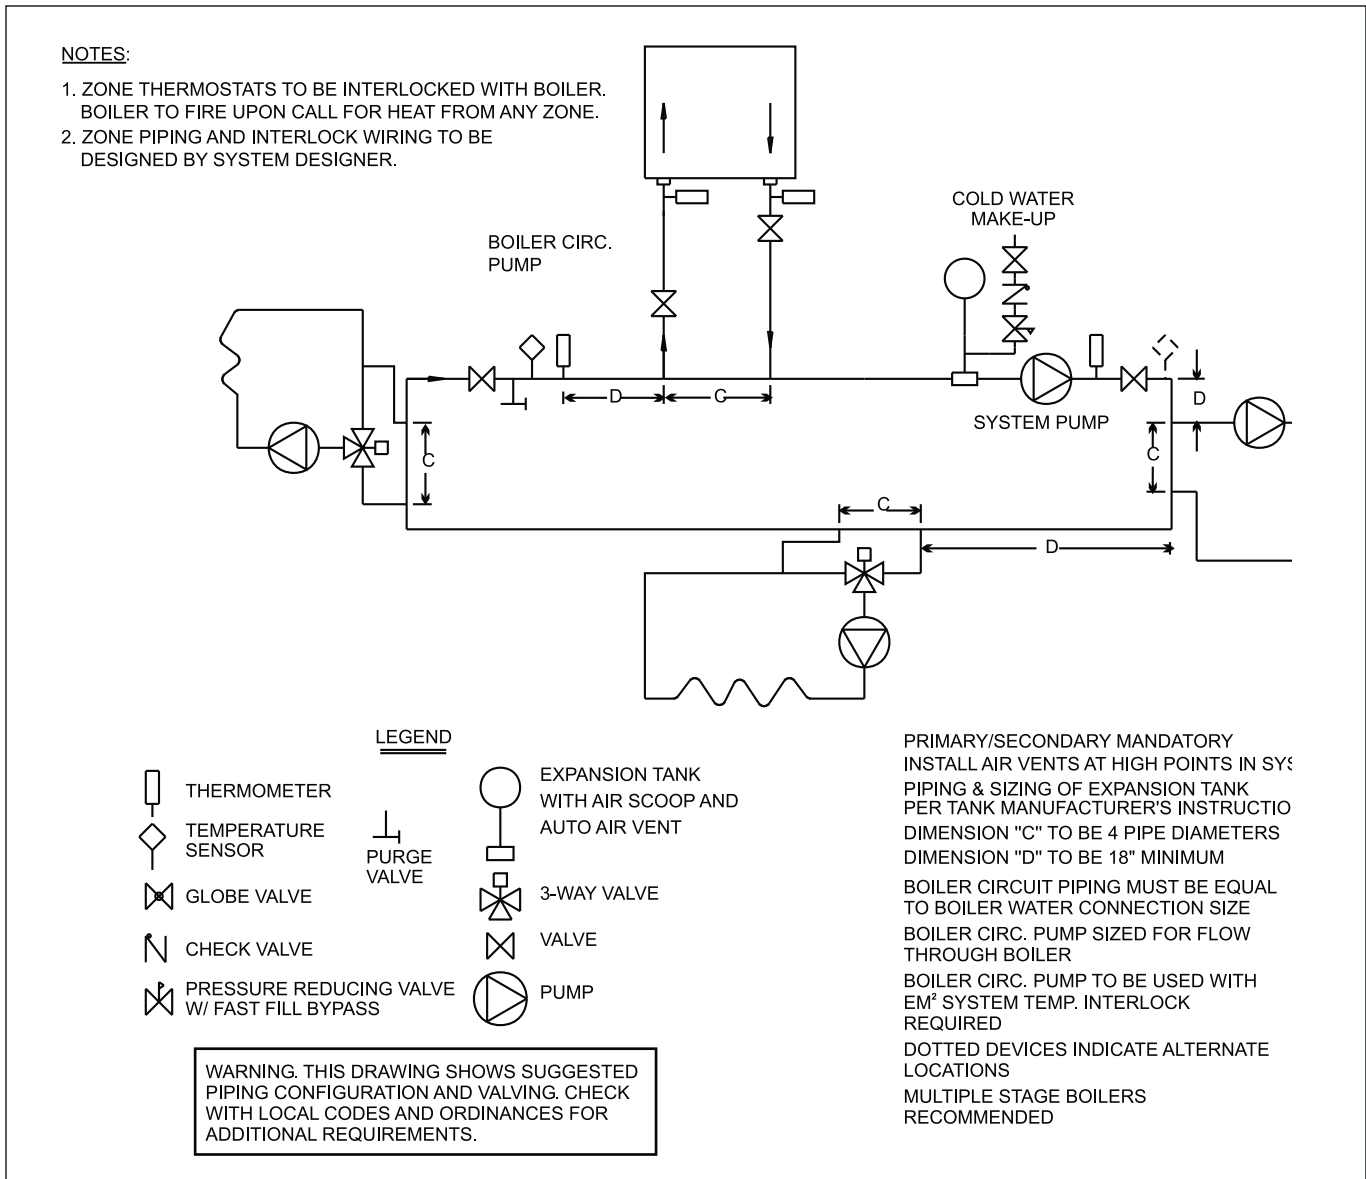 NOTES:
1. ZONE THERMOSTATS TO BE INTERLOCKED WITH BOILER.
BOILER TO FIRE UPON CALL FOR HEAT FROM ANY ZONE.
2. ZONE PIPING AND INTERLOCK WIRING TO BE
DESIGNED BY SYSTEM DESIGNER.
BOILER CIRC.
PUMP
COLD WATER
MAKE-UP
D
C
SYSTEM PUMP
D
C
C
C
D
LEGEND
THERMOMETER
TEMPERATURE
SENSOR
GLOBE VALVE
CHECK VALVE
PRESSURE REDUCING VALVE
W/ FAST FILL BYPASS
PURGE
VALVE
EXPANSION TANK
WITH AIR SCOOP AND
AUTO AIR VENT
3-WAY VALVE
VALVE
PUMP
PRIMARY/SECONDARY MANDATORY
INSTALL AIR VENTS AT HIGH POINTS IN SYS
PIPING & SIZING OF EXPANSION TANK
PER TANK MANUFACTURER'S INSTRUCTIO
DIMENSION "C" TO BE 4 PIPE DIAMETERS
DIMENSION "D" TO BE 18" MINIMUM
BOILER CIRCUIT PIPING MUST BE EQUAL
TO BOILER WATER CONNECTION SIZE
BOILER CIRC. PUMP SIZED FOR FLOW
THROUGH BOILER
BOILER CIRC. PUMP TO BE USED WITH
EM² SYSTEM TEMP. INTERLOCK
REQUIRED
DOTTED DEVICES INDICATE ALTERNATE
LOCATIONS
MULTIPLE STAGE BOILERS
RECOMMENDED
WARNING. THIS DRAWING SHOWS SUGGESTED
PIPING CONFIGURATION AND VALVING. CHECK
WITH LOCAL CODES AND ORDINANCES FOR
ADDITIONAL REQUIREMENTS.